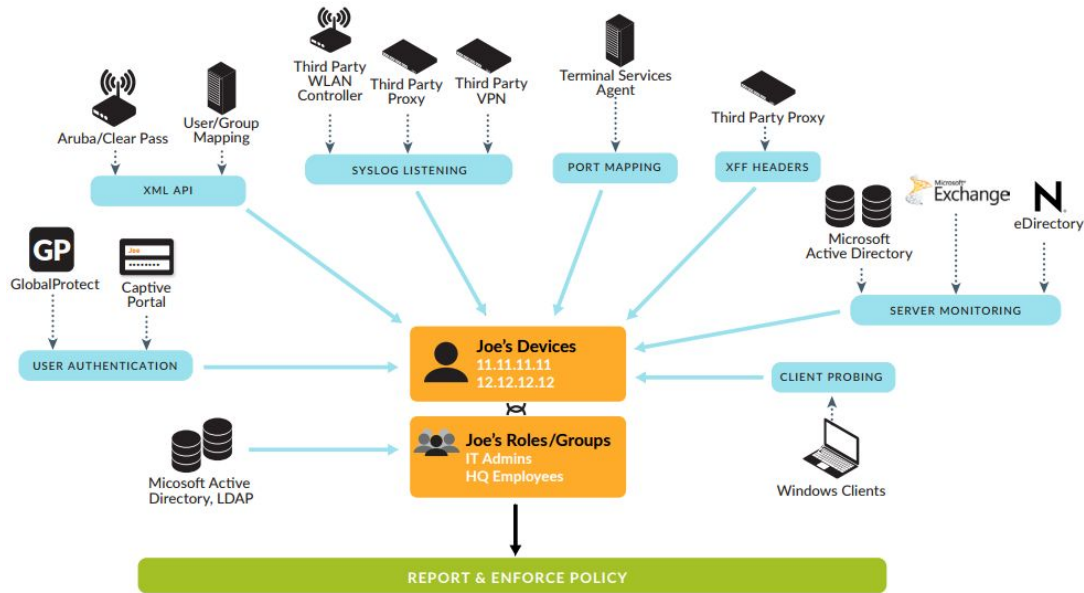 Third Party
WLAN
Controller
Third Party
Proxy
Third Party
VPN
Terminal Services
Agent
Third Party Proxy
Aruba/Clear Pass
User/Group
Mapping
XML API
SYSLOG LISTENING
PORT MAPPING
XFF HEADERS
Microsoft
Active Directory
Microsoft®
Exchange
N®
eDirectory
SERVER MONITORING
GP
GlobalProtect
Joe
Captive
Portal
USER AUTHENTICATION
Joe's Devices
11.11.11.11
12.12.12.12
CLIENT PROBING
Windows Clients
Micosoft Active
Directory, LDAP
Joe's Roles/Groups
IT Admins
HQ Employees
REPORT & ENFORCE POLICY